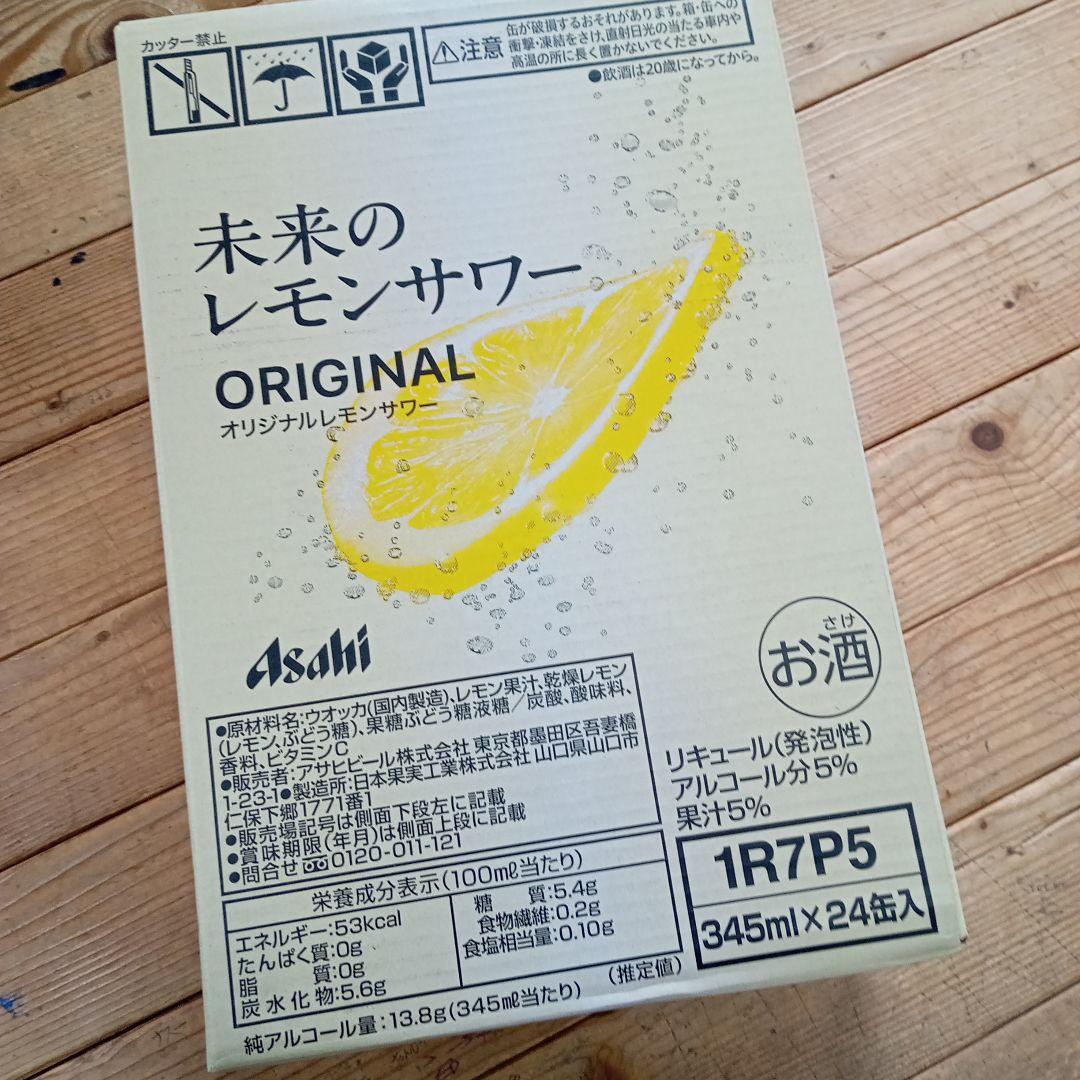 カッター禁止
⚠注意
缶が破損するおそれがあります。箱・缶への
衝撃・凍結をさけ、直射日光の当たる車内や
高温の所に長く置かないでください。
●飲酒は20歳になってから。
未来の
レモンサワー
ORIGINAL
オリジナルレモンサワー
Asahi
さけ
お酒
●原材料名:ウオッカ(国内製造)、レモン果汁、乾燥レモン
(レモン、ぶどう糖)、果糖ぶどう糖液糖/炭酸、酸味料、
香料、ビタミンC
●販売者:アサヒビール株式会社 東京都墨田区吾妻橋
1-23-1●製造所:日本果実工業株式会社 山口県山口市
仁保下郷1771番1
●販売場記号は側面下段左に記載
●賞味期限(年月)は側面上段に記載
●問合せ 0120-011-121
リキュール(発泡性)
アルコール分5%
果汁5%
栄養成分表示(100mℓ当たり)
エネルギー:53kcal
たんぱく質:0g
脂質:0g
炭水化物:5.6g
糖質:5.4g
食物繊維:0.2g
食塩相当量:0.10g
(推定値)
純アルコール量:13.8g(345mℓ当たり)
1R7P5
345ml×24缶入